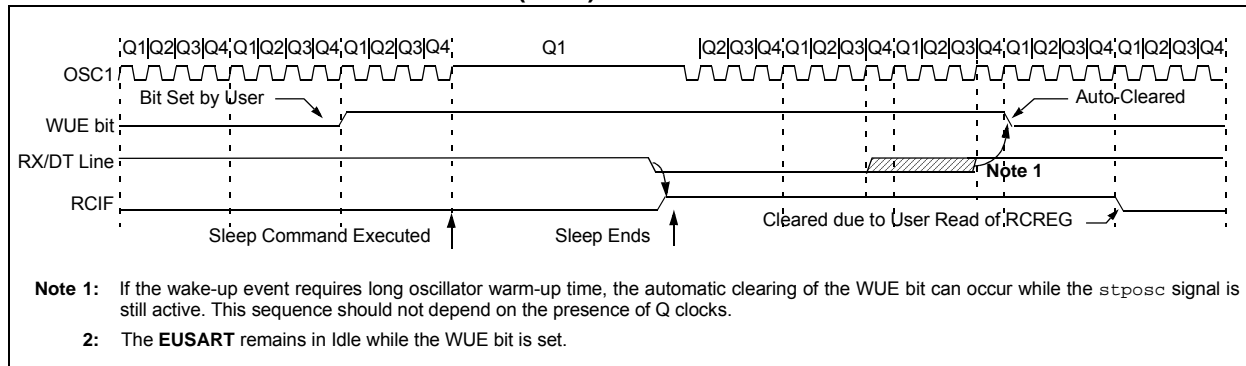 Q1|Q2|Q3|Q4|Q1|Q2|Q3|Q4|Q1|Q2|Q3|Q4 Q1 |Q2|Q3|Q4|Q1|Q2|Q3|Q4|Q1|Q2|Q3|Q4|Q1|Q2|Q3|Q4|Q1|Q2|Q3|Q4
OSC1
Bit Set by User Auto-Cleared
WUE bit
RX/DT Line
Note 1
RCIF
Cleared due to User Read of RCREG
Sleep Command Executed Sleep Ends
Note 1: If the wake-up event requires long oscillator warm-up time, the automatic clearing of the WUE bit can occur while the stposc signal is
still active. This sequence should not depend on the presence of Q clocks.
2: The EUSART remains in Idle while the WUE bit is set.